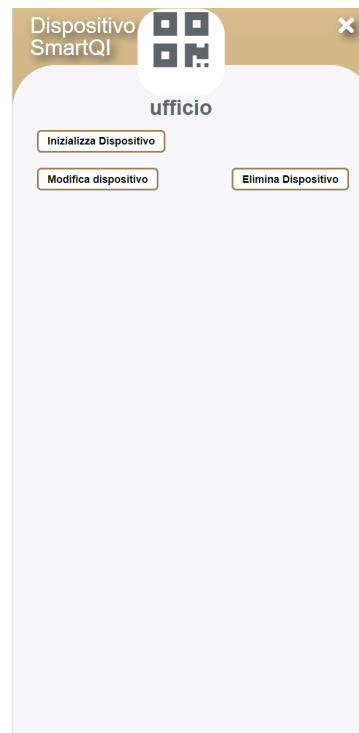 Dispositivo
SmartQI
ufficio
Inizializza Dispositivo
Modifica dispositivo
Elimina Dispositivo